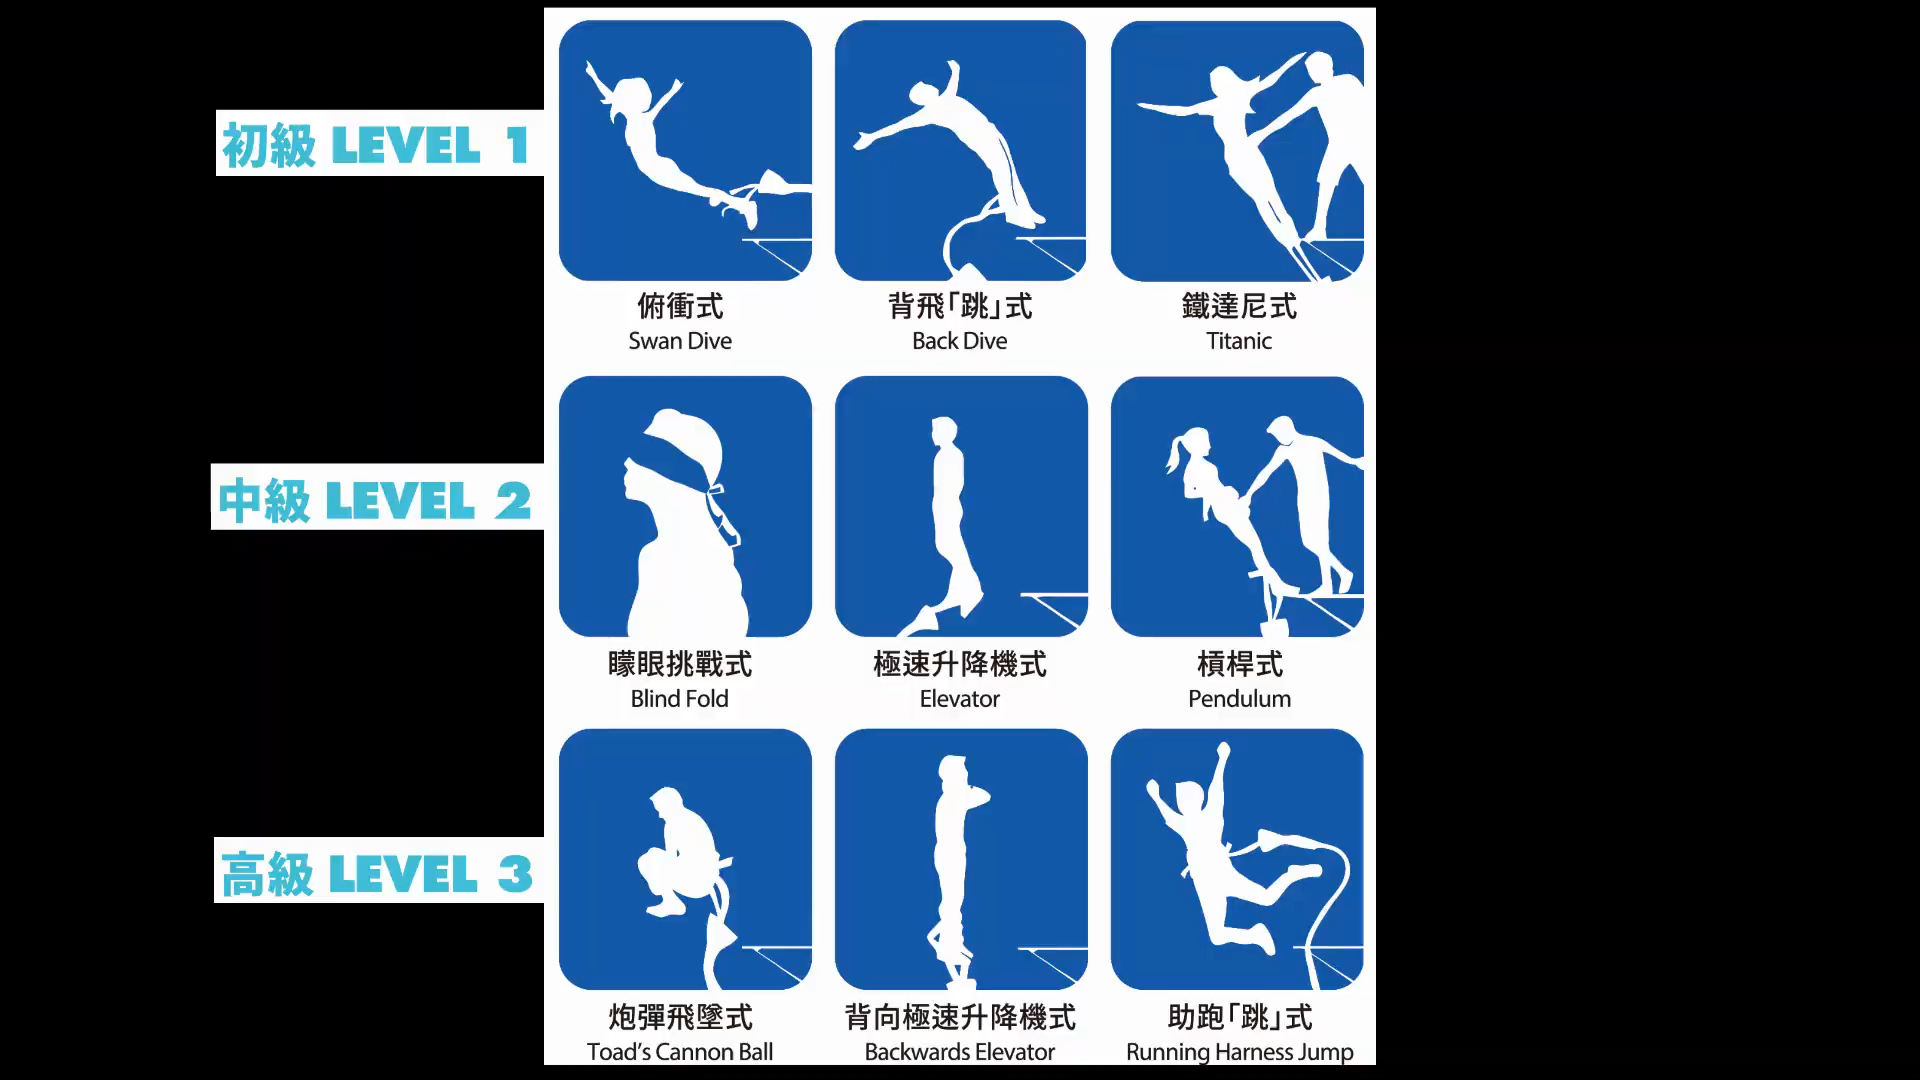 初級 LEVEL 1
俯衝式
Swan Dive
背飛「跳」式
Back Dive
鐵達尼式
Titanic
中級 LEVEL 2
矇眼挑戰式
Blind Fold
極速升降機式
Elevator
槓桿式
Pendulum
高級 LEVEL 3
炮彈飛墜式
Toad's Cannon Ball
背向極速升降機式
Backwards Elevator
助跑「跳」式
Running Harness Jump